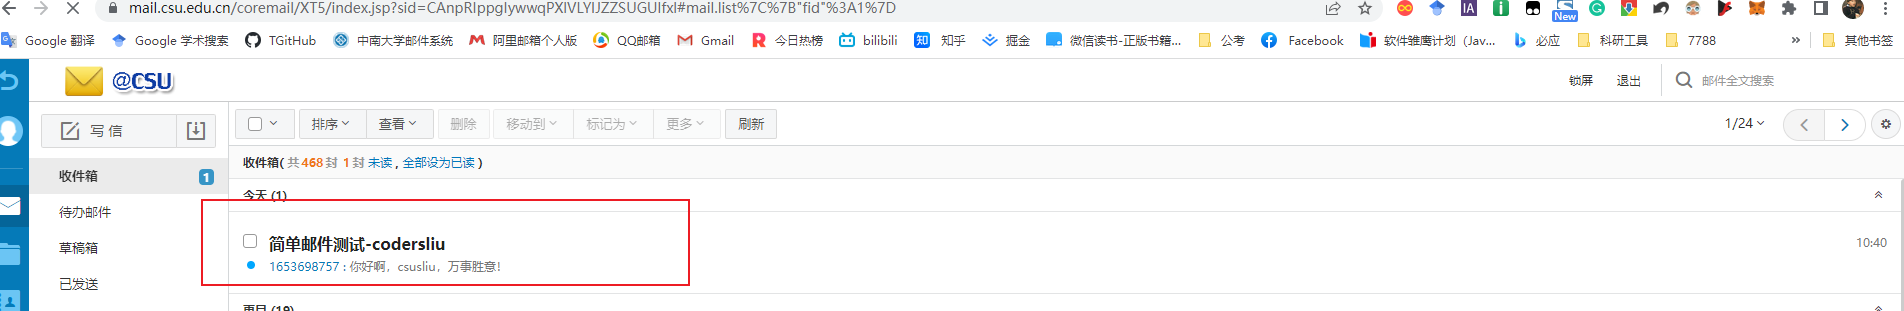 mail.csu.edu.cn/coremail/XT5/index.jsp?sid=CAnpRIppglywwqPXIVLYIJZZSUGUIfxl#mail.list%7C%7B"fid"%3A1%7D
New
Google 翻译 Google 学术搜索 TGitHub 中南大学邮件系统 阿里邮箱个人版 QQ邮箱 Gmail 今日热榜 bilibili 知乎 掘金 微信读书-正版书籍... 公考 Facebook 软件雏鹰计划 (Jav... 必应 科研工具 7788 » 其他书签
@CSU 锁屏 退出 邮件全文搜索
写 信 排序 查看 删除 移动到 标记为 更多 刷新 1/24
收件箱( 共 468 封 1 封 未读 , 全部设为已读 )
收件箱 1
待办邮件
草稿箱
已发送
今天 (1)
简单邮件测试-codersliu 10:40
1653698757 : 你好啊，csusliu，万事胜意！
更早 (19)